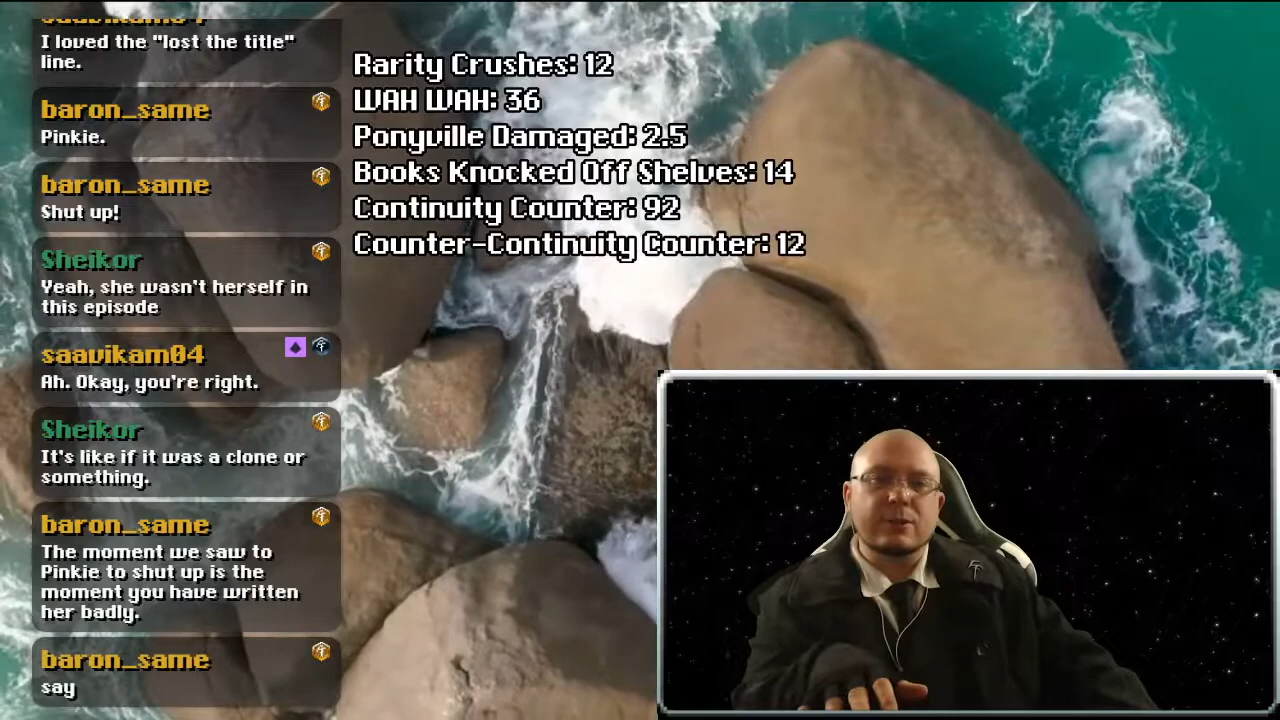 I loved the "lost the title"
line.
baron_same
Pinkie.
baron_same
Shut up!
Sheikor
Yeah, she wasn't herself in
this episode
saavikam04
Ah. Okay, you're right.
Sheikor
It's like if it was a clone or
something.
baron_same
The moment we saw to
Pinkie to shut up is the
moment you have written
her badly.
baron_same
say
Rarity Crushes: 12
WAH WAH: 36
Ponyville Damaged: 2.5
Books Knocked Off Shelves: 14
Continuity Counter: 92
Counter-Continuity Counter: 12